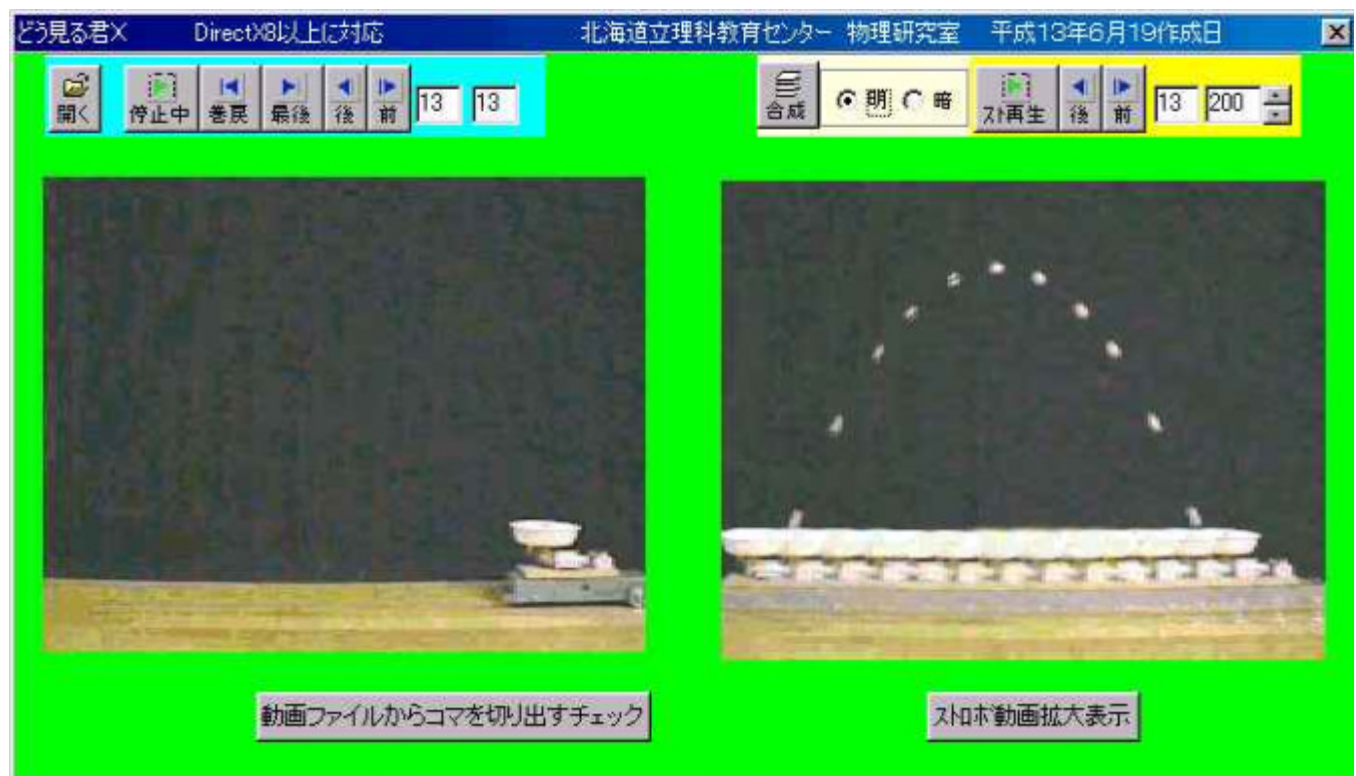 どう見る君X DirectX8以上に対応 北海道立理科教育センター 物理研究室 平成13年6月19作成日
開く 停止中 巻戻 最後 後 前 13 13 合成 明 暗 スト再生 後 前 13 200
動画ファイルからコマを切り出すチェック ストロボ動画拡大表示